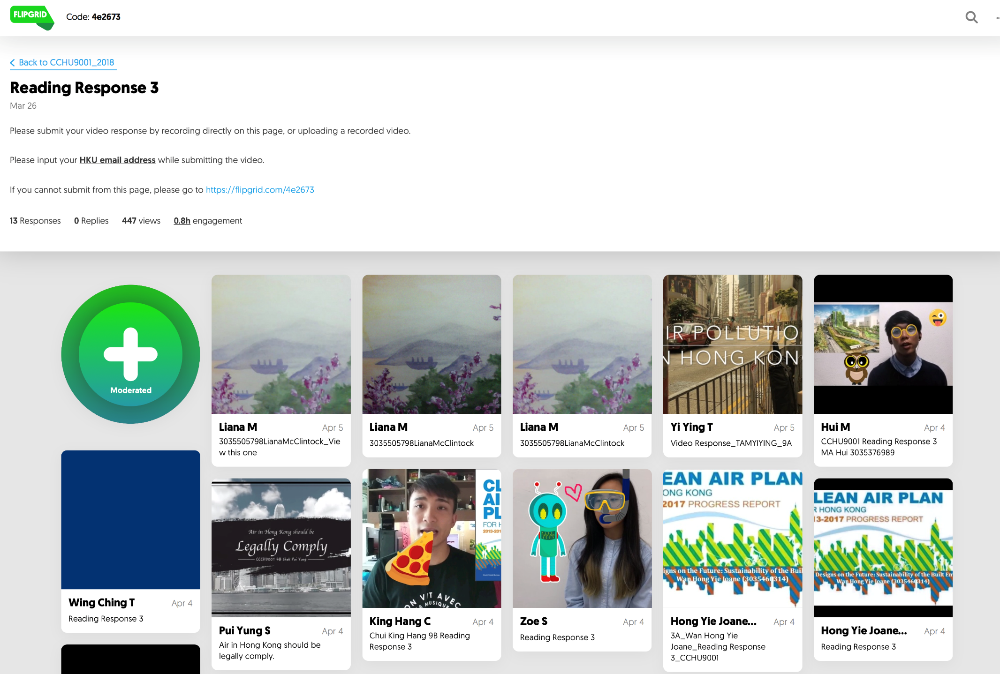 FLIPGRID
Code: 4e2673
Back to CCHU9001_2018
Reading Response 3
Mar 26
Please submit your video response by recording directly on this page, or uploading a recorded video.
Please input your HKU email address while submitting the video.
If you cannot submit from this page, please go to https://flipgrid.com/4e2673
13 Responses 0 Replies 447 views 0.8h engagement
Moderated
Liana M Apr 5
3035505798LianaMcClintock_Vie
w this one
Liana M Apr 5
3035505798LianaMcClintock
Liana M Apr 5
3035505798LianaMcClintock
IR POLLUTIO
N HONG KON
Yi Ying T Apr 5
Video Response_TAMYIYING_9A
Hui M Apr 4
CCHU9001 Reading Response 3
MA Hui 3035376989
Wing Ching T Apr 4
Reading Response 3
Air in Hong Kong should be
Legally Comply
CCCH9001 4B Shek Pui Yung
Pui Yung S Apr 4
Air in Hong Kong should be
legally comply.
CL
AI
PL
FOR H
2013-201
ON VIT AVEC
A MUSIQUE
King Hang C Apr 4
Chui King Hang 9B Reading
Response 3
Zoe S Apr 4
Reading Response 3
EAN AIR PLAN
ONG KONG
2017 PROGRESS REPORT
igns on the Future: Sustainability of the Buil
Wan Hong Yie Joane (3035460314)
Hong Yie Joane... Apr 4
3A_Wan Hong Yie
Joane_Reading Response
3_CCHU9001
LEAN AIR PLAN
R HONG KONG
13-2017 PROGRESS REPORT
Designs on the Future: Sustainability of the Built En
Wan Hong Yie Joane (3035460314)
Hong Yie Joane... Apr 4
Reading Response 3